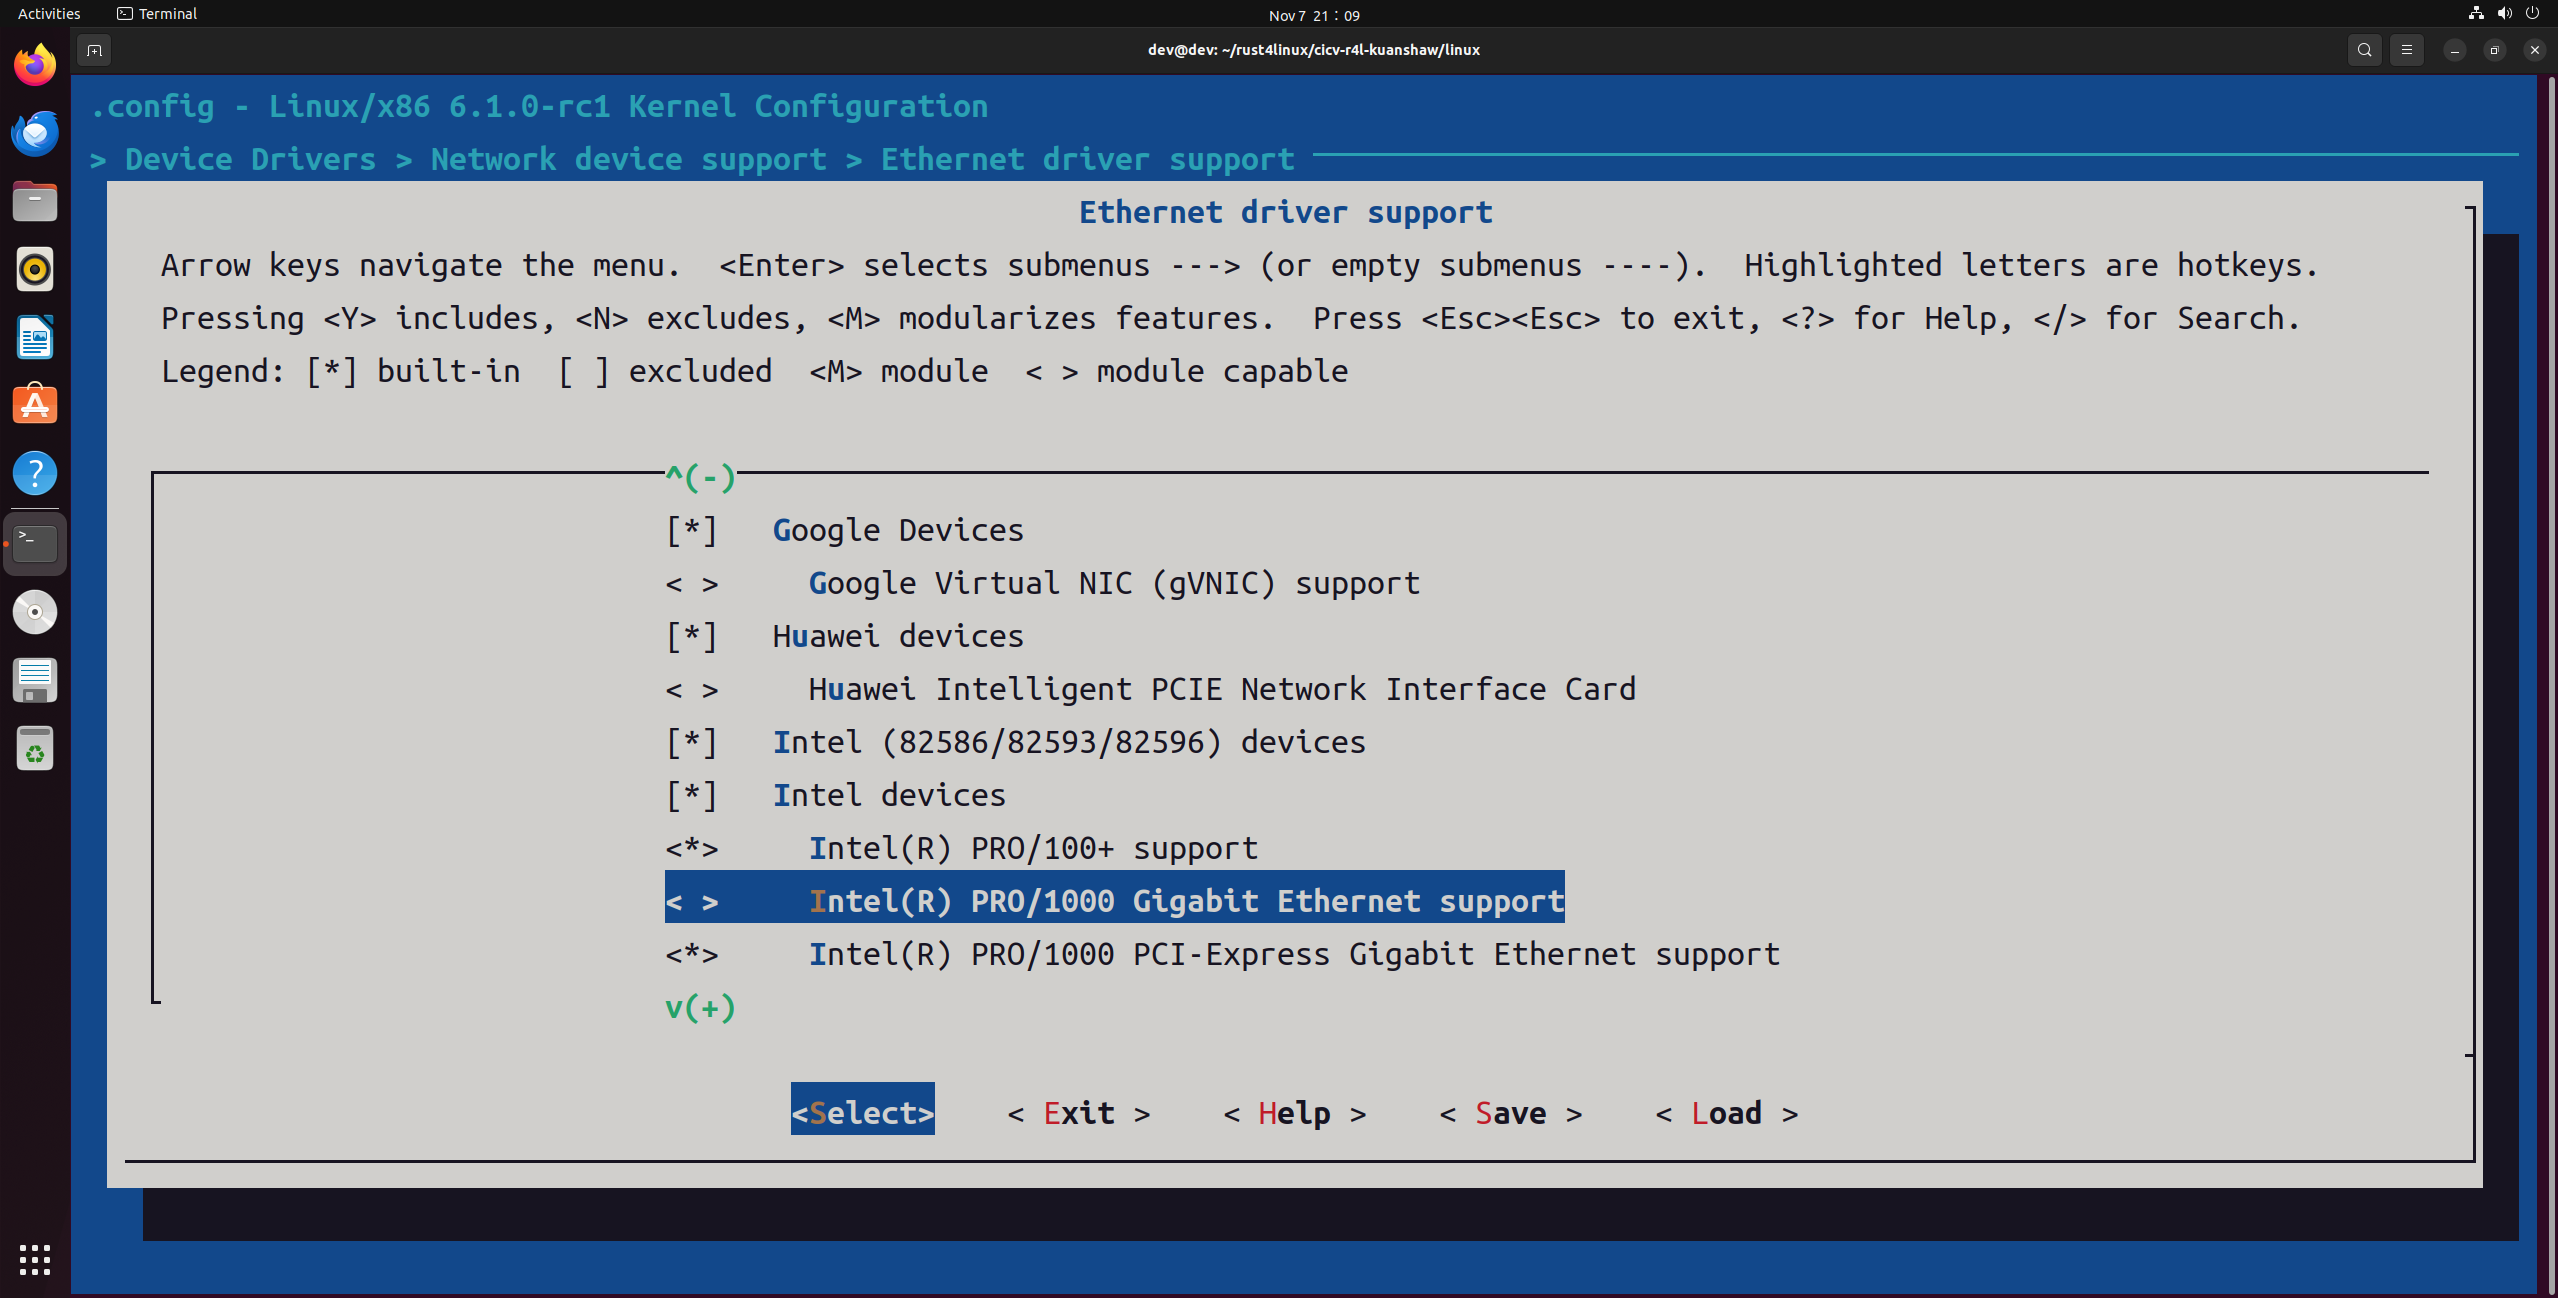 Activities Terminal Nov 7 21：09
dev@dev: ~/rust4linux/cicv-r4l-kuanshaw/linux
.config - Linux/x86 6.1.0-rc1 Kernel Configuration
> Device Drivers > Network device support > Ethernet driver support
Ethernet driver support
Arrow keys navigate the menu.  <Enter> selects submenus ---> (or empty submenus ----).  Highlighted letters are hotkeys.
Pressing <Y> includes, <N> excludes, <M> modularizes features.  Press <Esc><Esc> to exit, <?> for Help, </> for Search.
Legend: [*] built-in  [ ] excluded  <M> module  < > module capable
^(-)
[*]   Google Devices
< >     Google Virtual NIC (gVNIC) support
[*]   Huawei devices
< >     Huawei Intelligent PCIE Network Interface Card
[*]   Intel (82586/82593/82596) devices
[*]   Intel devices
<*>     Intel(R) PRO/100+ support
< >     Intel(R) PRO/1000 Gigabit Ethernet support
<*>     Intel(R) PRO/1000 PCI-Express Gigabit Ethernet support
v(+)
<Select>    < Exit >    < Help >    < Save >    < Load >